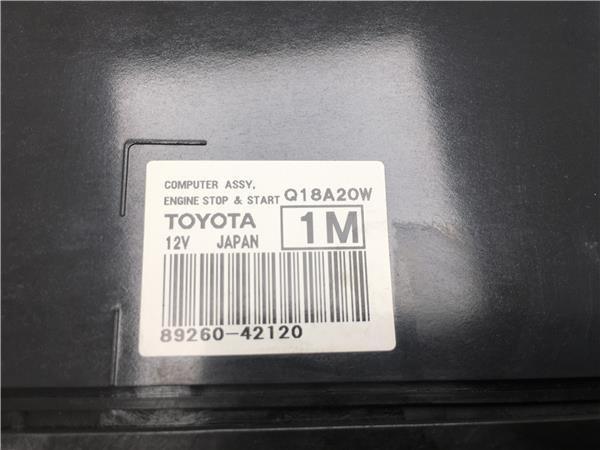 COMPUTER ASSY,
ENGINE STOP & START Q18A20W
TOYOTA 1M
12V JAPAN
89260-42120